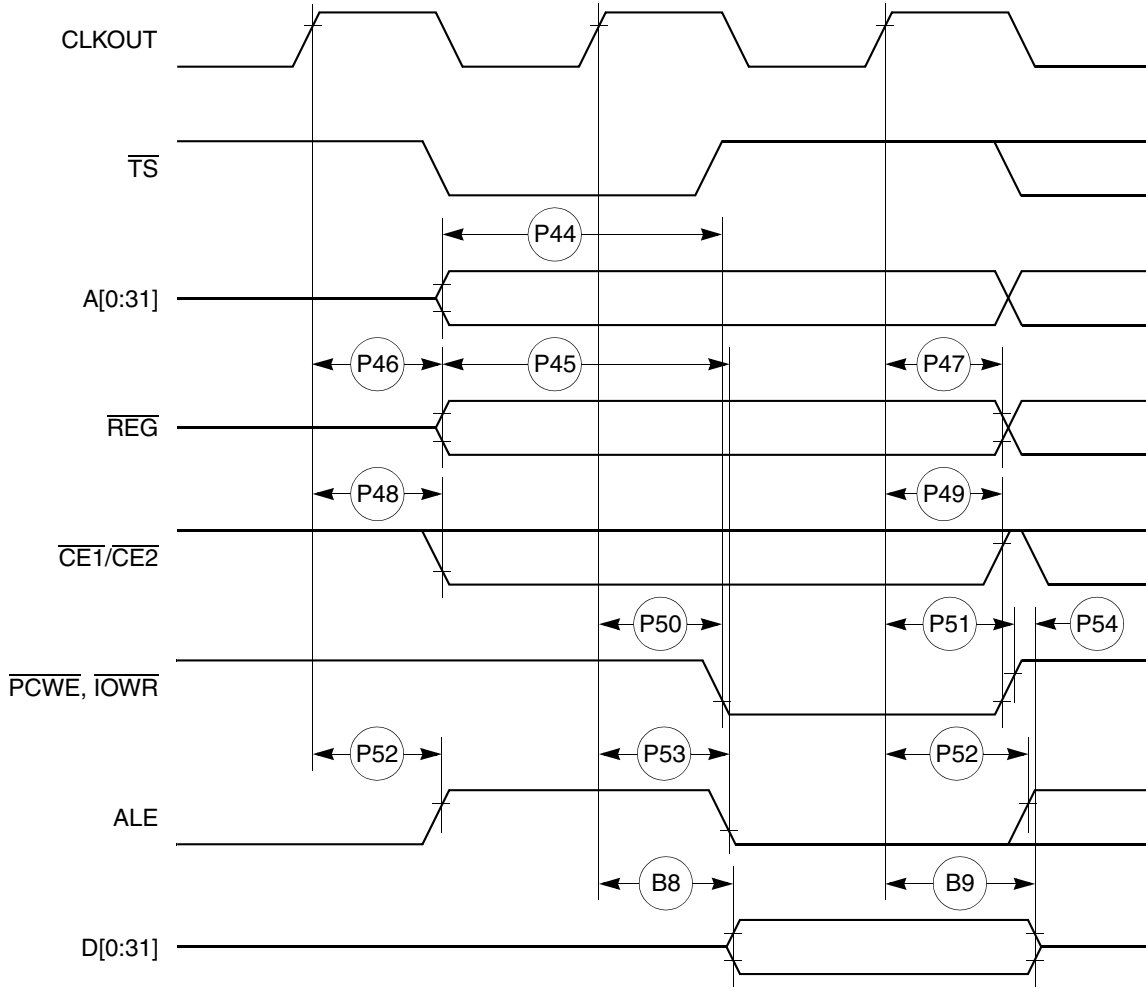 CLKOUT
TS
P44
A[0:31]
P46 P45 P47
REG
P48 P49
CE1/CE2
P50 P51 P54
PCWE, IOWR
P52 P53 P52
ALE
B8 B9
D[0:31]